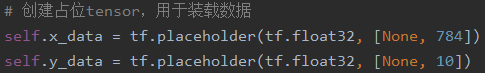 # 创建占位tensor，用于装载数据
self.x_data = tf.placeholder(tf.float32, [None, 784])
self.y_data = tf.placeholder(tf.float32, [None, 10])